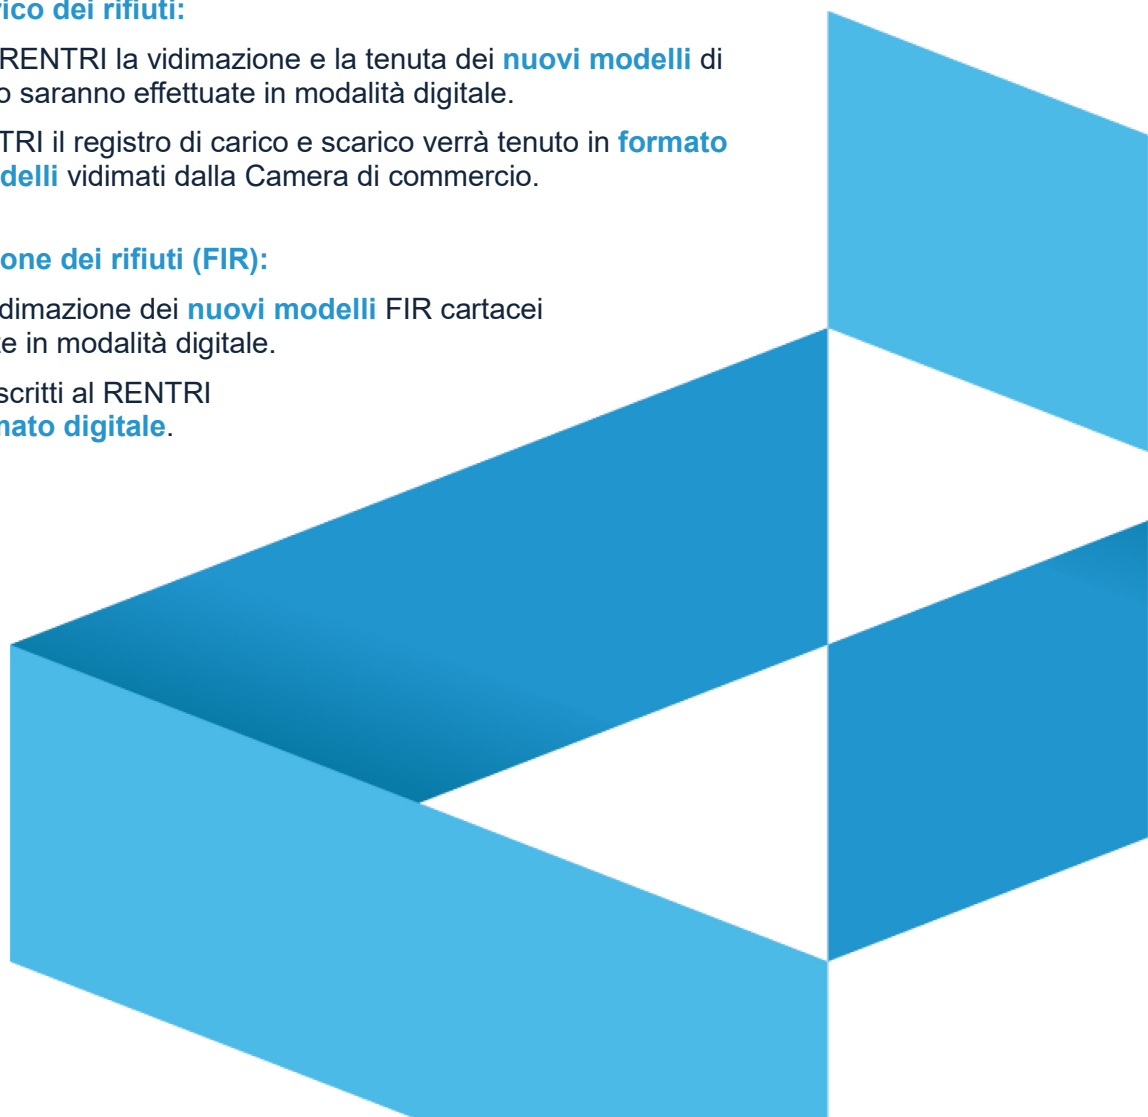 rico dei rifiuti:
RENTRI la vidimazione e la tenuta dei nuovi modelli di
o saranno effettuate in modalità digitale.
TRI il registro di carico e scarico verrà tenuto in formato
delli vidimati dalla Camera di commercio.
one dei rifiuti (FIR):
dimazione dei nuovi modelli FIR cartacei
te in modalità digitale.
scritti al RENTRI
mato digitale.